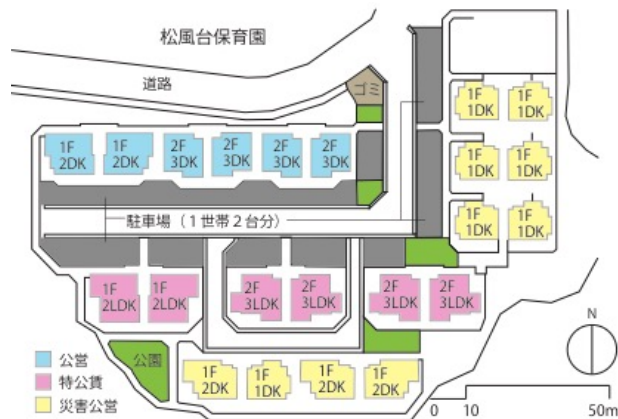 松風台保育園
道路
ゴミ
1F
2DK
1F
2DK
2F
3DK
2F
3DK
2F
3DK
2F
3DK
1F
1DK
1F
1DK
1F
1DK
1F
1DK
1F
1DK
1F
1DK
駐車場（1世帯2台分）
1F
2LDK
1F
2LDK
2F
3LDK
2F
3LDK
2F
3LDK
2F
3LDK
公園
1F
2DK
1F
1DK
1F
2DK
1F
2DK
公営
特公賃
災害公営
N
0 10 50m